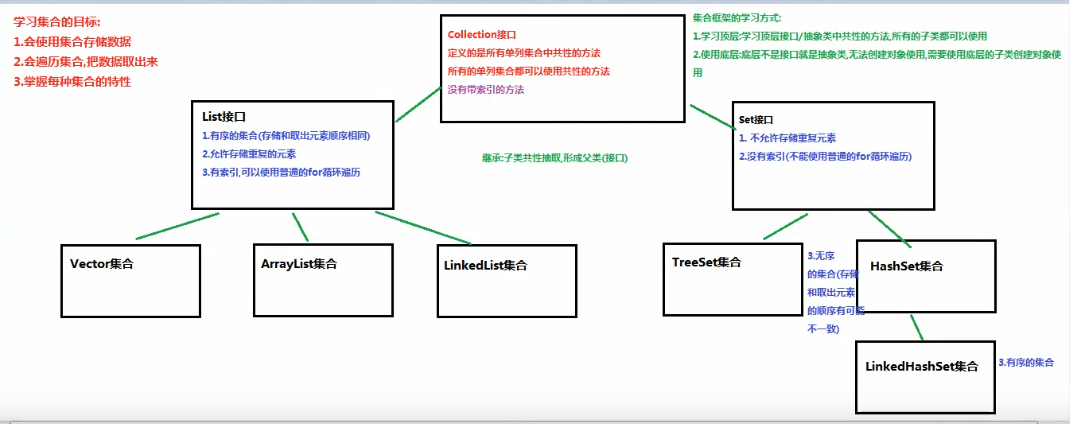 学习集合的目标:
1.会使用集合存储数据
2.会遍历集合,把数据取出来
3.掌握每种集合的特性
Collection接口
定义的是所有单列集合中共性的方法
所有的单列集合都可以使用共性的方法
没有带索引的方法
集合框架的学习方式:
1.学习顶层:学习顶层接口/抽象类中共性的方法,所有的子类都可以使用
2.使用底层:底层不是接口就是抽象类,无法创建对象使用,需要使用底层的子类创建对象使
用
List接口
1.有序的集合(存储和取出元素顺序相同)
2.允许存储重复的元素
3.有索引,可以使用普通的for循环遍历
继承:子类共性抽取,形成父类(接口)
Set接口
1. 不允许存储重复元素
2.没有索引(不能使用普通的for循环遍历)
Vector集合
ArrayList集合
LinkedList集合
TreeSet集合
3.无序
的集合(存储
和取出元素
的顺序有可能
不一致)
HashSet集合
LinkedHashSet集合
3.有序的集合